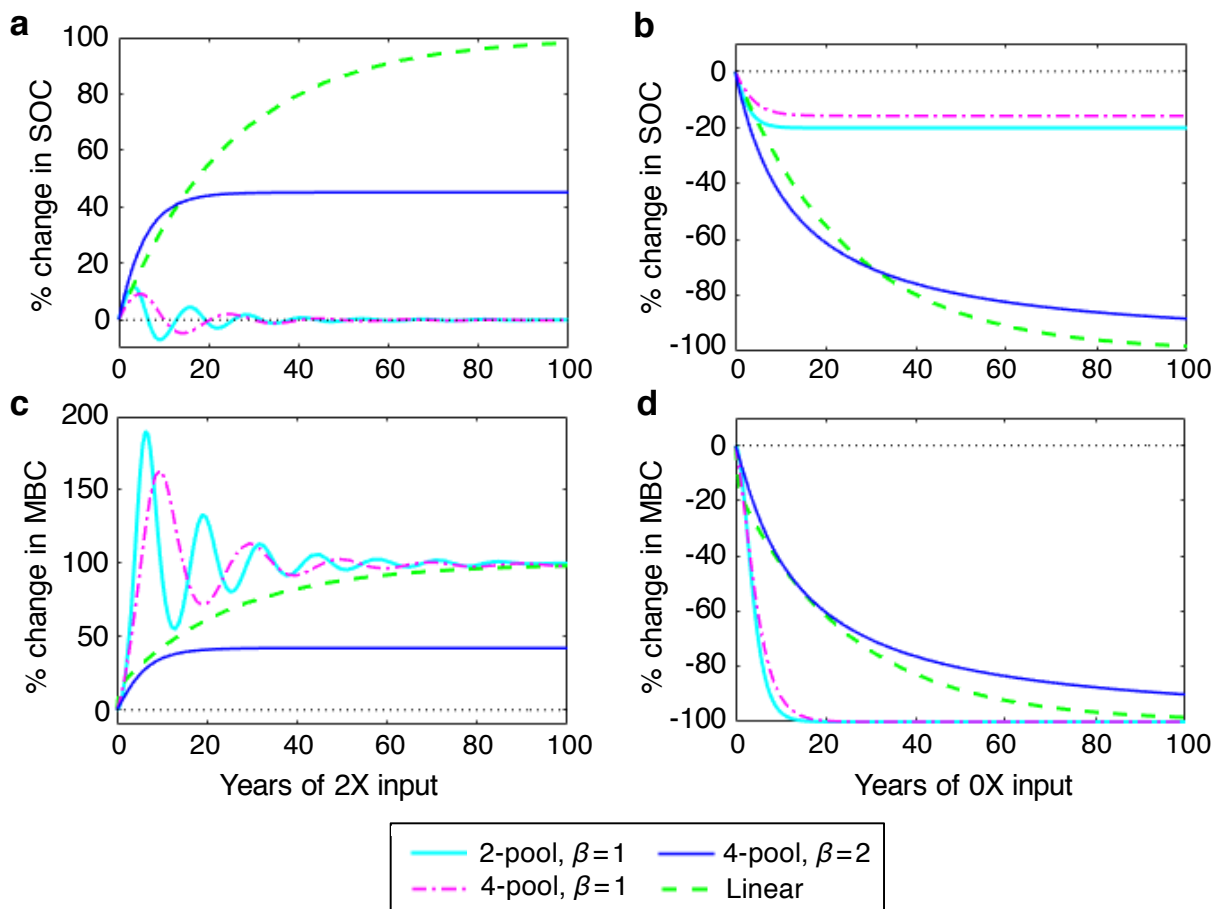 a
100
80
60
40
20
0
% change in SOC
0 20 40 60 80 100
b
0
-20
-40
-60
-80
-100
% change in SOC
0 20 40 60 80 100
c
200
150
100
50
0
% change in MBC
0 20 40 60 80 100
Years of 2X input
d
0
-20
-40
-60
-80
-100
% change in MBC
0 20 40 60 80 100
Years of 0X input
2-pool, β=1 4-pool, β=2
4-pool, β=1 Linear